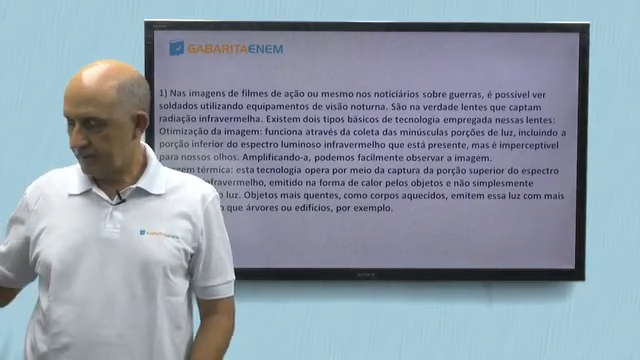 GABARITAENEM
1) Nas imagens de filmes de ação ou mesmo nos noticiários sobre guerras, é possível ver
soldados utilizando equipamentos de visão noturna. São na verdade lentes que captam
radiação infravermelha. Existem dois tipos básicos de tecnologia empregada nessas lentes:
Otimização da imagem: funciona através da coleta das minúsculas porções de luz, incluindo a
porção inferior do espectro luminoso infravermelho que está presente, mas é imperceptível
para nossos olhos. Amplificando-a, podemos facilmente observar a imagem.
térmica: esta tecnologia opera por meio da captura da porção superior do espectro
infravermelho, emitido na forma de calor pelos objetos e não simplesmente
luz. Objetos mais quentes, como corpos aquecidos, emitem essa luz com mais
que árvores ou edifícios, por exemplo.
SONY